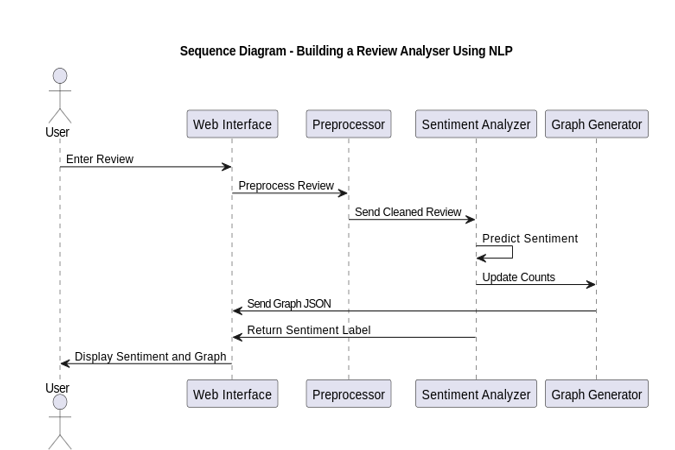 Sequence Diagram - Building a Review Analyser Using NLP
User
Web Interface
Preprocessor
Sentiment Analyzer
Graph Generator
Enter Review
Preprocess Review
Send Cleaned Review
Predict Sentiment
Update Counts
Send Graph JSON
Return Sentiment Label
Display Sentiment and Graph
User
Web Interface
Preprocessor
Sentiment Analyzer
Graph Generator